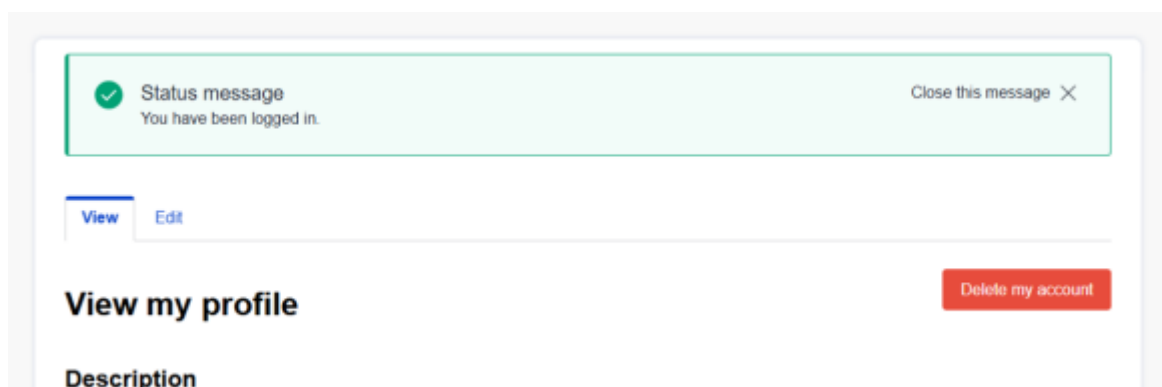 Status message
Close this message
You have been logged in.
View Edit
View my profile
Delete my account
Description